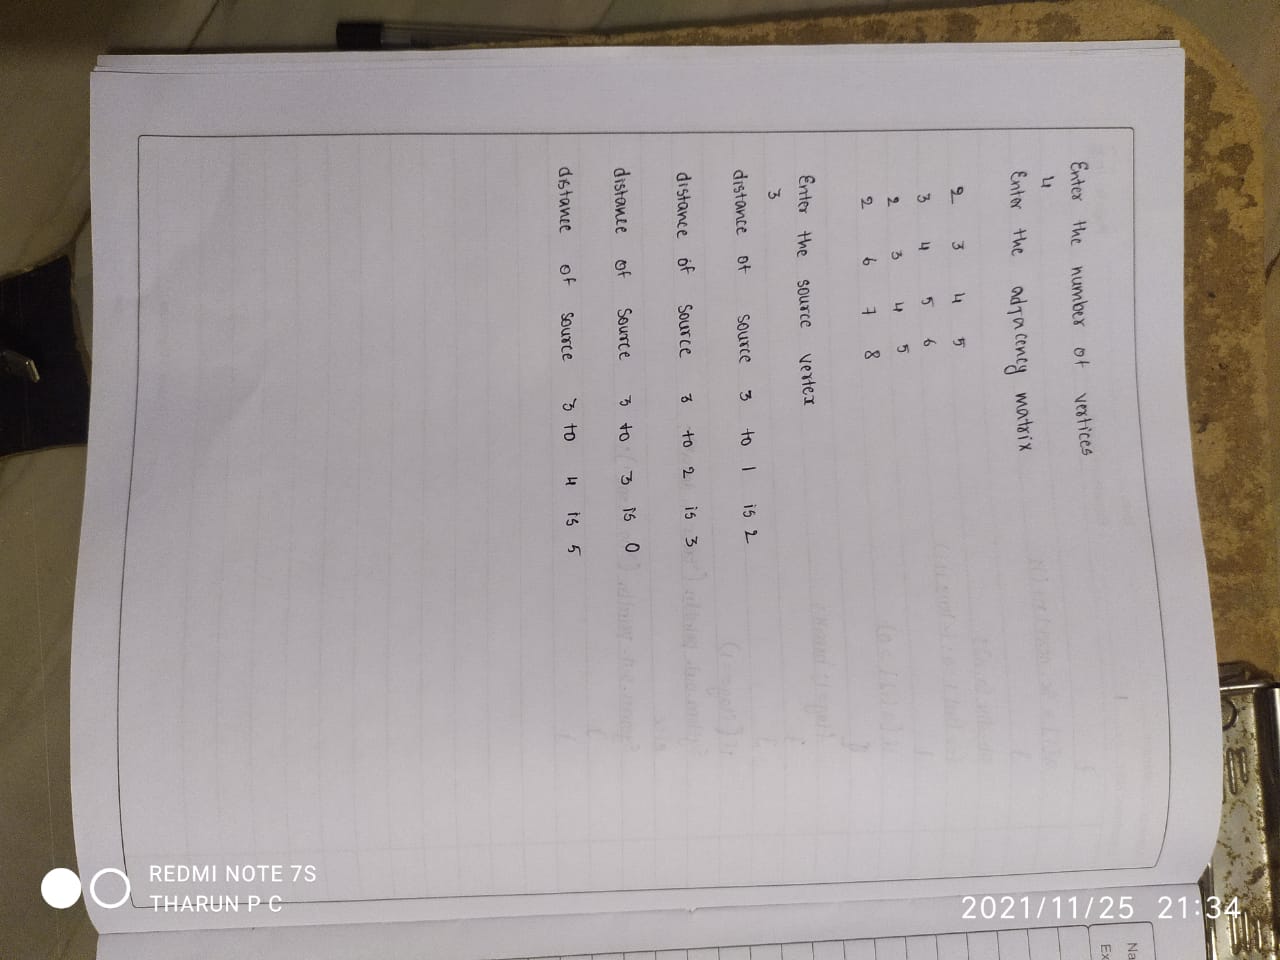 Enter the number of vertices
4
Enter the adjacency matrix
2 3 4 5
3 4 5 6
2 3 4 5
2 6 7 8
Enter the source vertex
3
distance of source 3 to 1 is 2
distance of source 3 to 2 is 3
distance of source 3 to 3 is 0
distance of source 3 to 4 is 5
Na
Ex
2021/11/25 21:34
REDMI NOTE 7S
THARUN P C